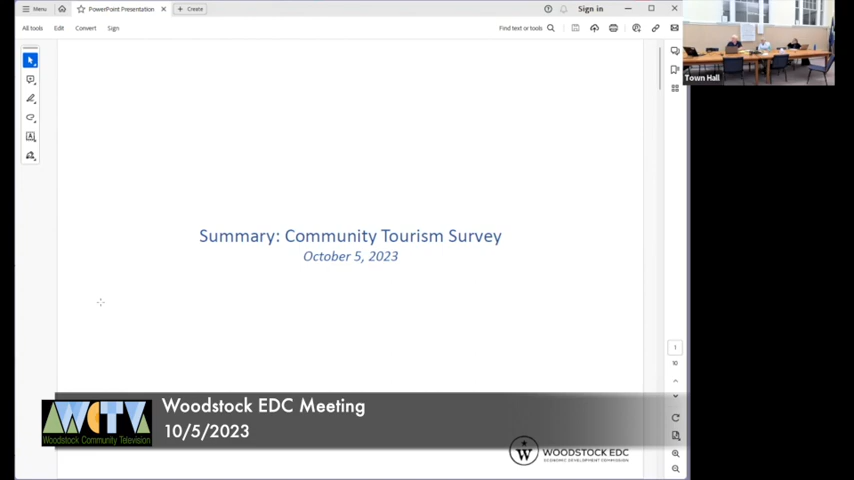 Menu
PowerPoint Presentation
Create
Sign in
All tools
Edit
Convert
Sign
Find text or tools
Town Hall
Summary: Community Tourism Survey
October 5, 2023
1
10
Woodstock EDC Meeting
10/5/2023
WCTV
Woodstock Community Television
W
WOODSTOCK EDC
ECONOMIC DEVELOPMENT COMMISSION